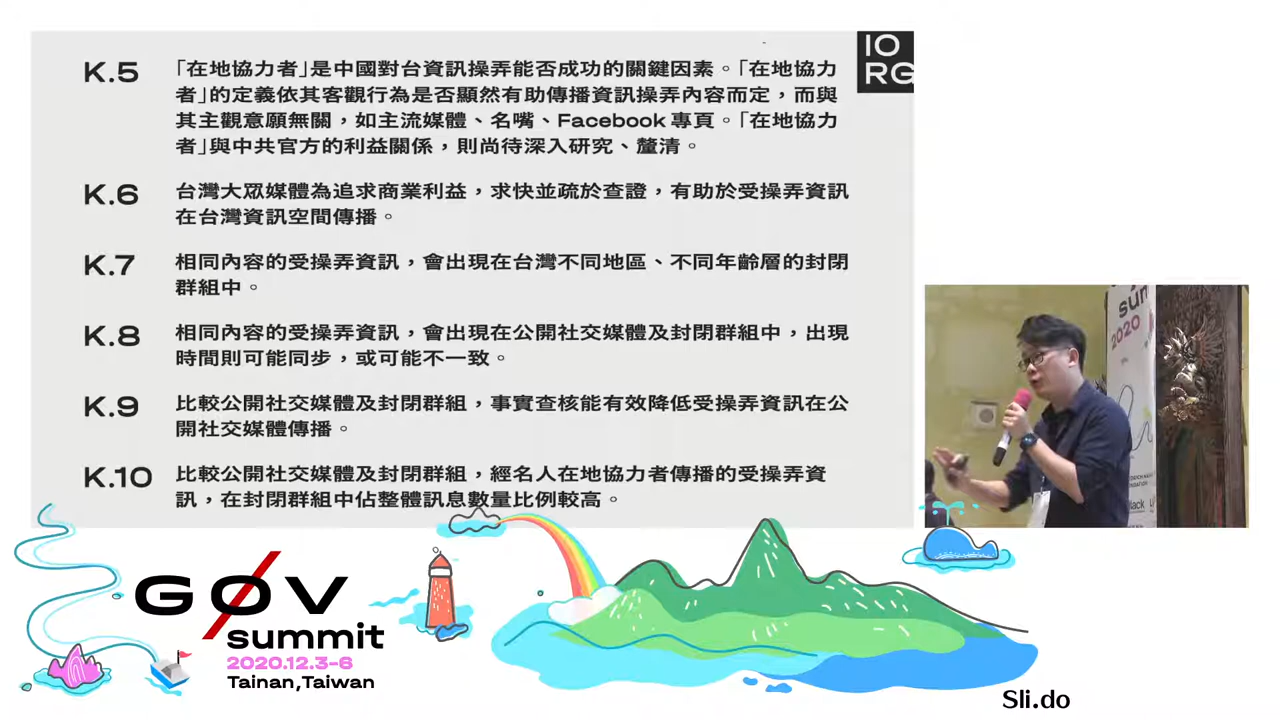 IO
RG
K.5 「在地協力者」是中國對台資訊操弄能否成功的關鍵因素。「在地協力
者」的定義依其客觀行為是否顯然有助傳播資訊操弄內容而定，而與
其主觀意願無關，如主流媒體、名嘴、Facebook 專頁。「在地協力
者」與中共官方的利益關係，則尚待深入研究、釐清。
K.6 台灣大眾媒體為追求商業利益，求快並疏於查證，有助於受操弄資訊
在台灣資訊空間傳播。
K.7 相同內容的受操弄資訊，會出現在台灣不同地區、不同年齡層的封閉
群組中。
K.8 相同內容的受操弄資訊，會出現在公開社交媒體及封閉群組中，出現
時間則可能同步，或可能不一致。
K.9 比較公開社交媒體及封閉群組，事實查核能有效降低受操弄資訊在公
開社交媒體傳播。
K.10 比較公開社交媒體及封閉群組，經名人在地協力者傳播的受操弄資
訊，在封閉群組中佔整體訊息數量比例較高。
sum
2020
GØV
summit
2020.12.3-6
Tainan,Taiwan
Sli.do